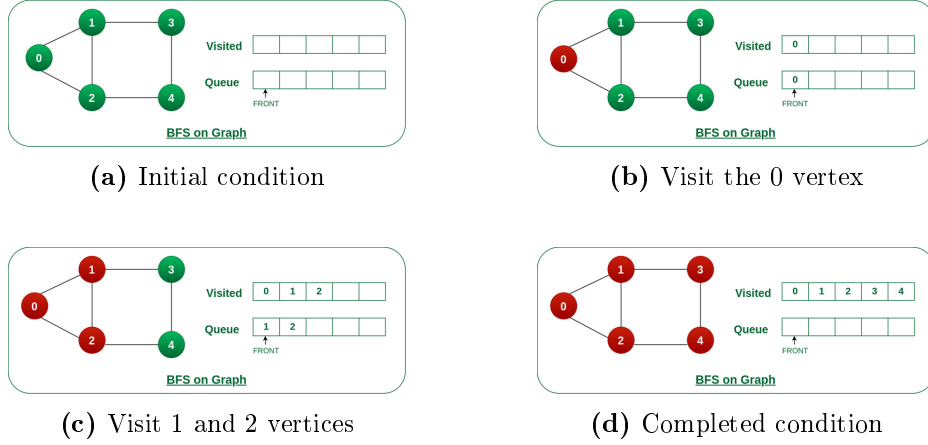 1 3
Visited
0
Queue
2 4
FRONT
BFS on Graph
(a) Initial condition
1 3
Visited 0
0
Queue 0
2 4
FRONT
BFS on Graph
(b) Visit the 0 vertex
1 3
Visited 0 1 2
0
Queue 1 2
2 4
FRONT
BFS on Graph
(c) Visit 1 and 2 vertices
1 3
Visited 0 1 2 3 4
0
Queue
2 4
FRONT
BFS on Graph
(d) Completed condition